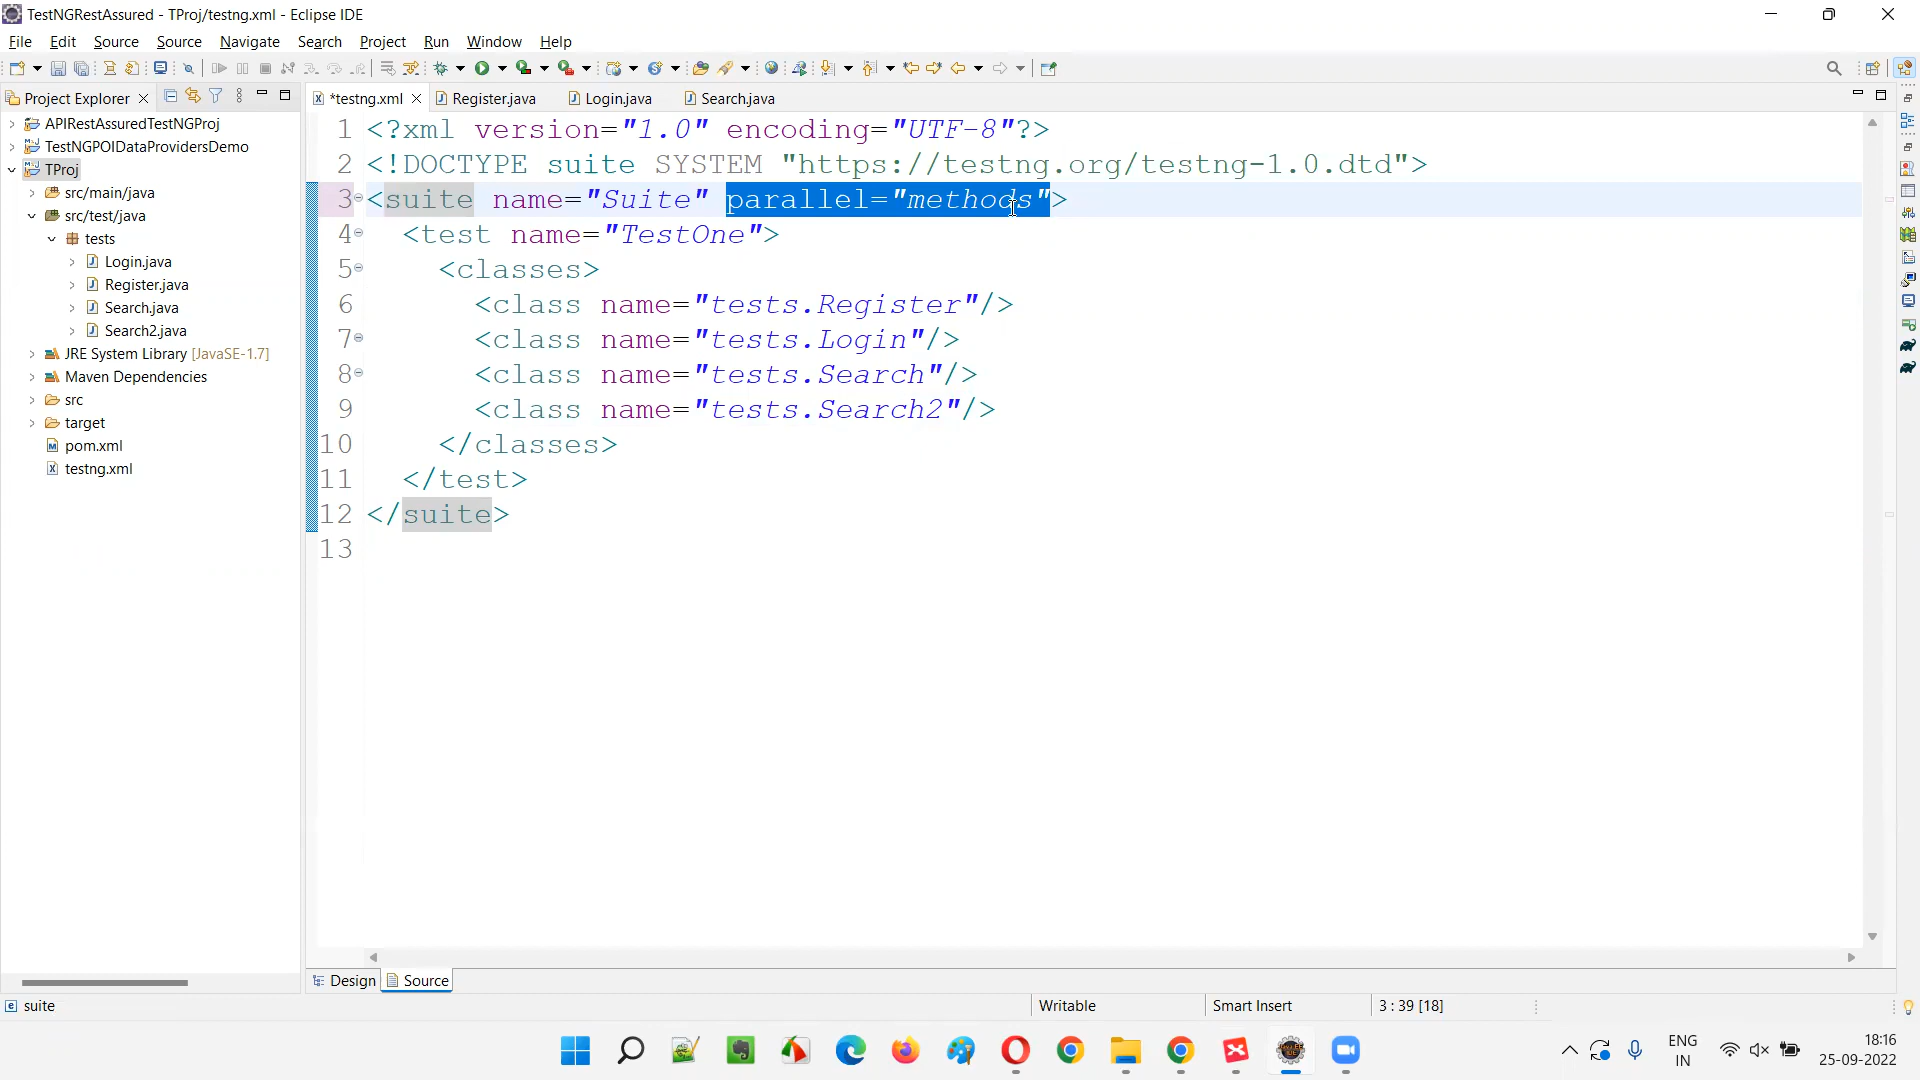 TestNGRestAssured - TProj/testng.xml - Eclipse IDE
File Edit Source Source Navigate Search Project Run Window Help
Project Explorer
*testng.xml Register.java Login.java Search.java
APIRestAssuredTestNGProj
TestNGPOIDataProvidersDemo
TProj
src/main/java
src/test/java
tests
Login.java
Register.java
Search.java
Search2.java
JRE System Library [JavaSE-1.7]
Maven Dependencies
src
target
pom.xml
testng.xml
1 <?xml version="1.0" encoding="UTF-8"?>
2 <!DOCTYPE suite SYSTEM "https://testng.org/testng-1.0.dtd">
3 <suite name="Suite" parallel="methods">
4 <test name="TestOne">
5 <classes>
6 <class name="tests.Register"/>
7 <class name="tests.Login"/>
8 <class name="tests.Search"/>
9 <class name="tests.Search2"/>
10 </classes>
11 </test>
12 </suite>
13
Design Source
suite Writable Smart Insert 3 : 39 [18]
ENG
IN
18:16
25-09-2022